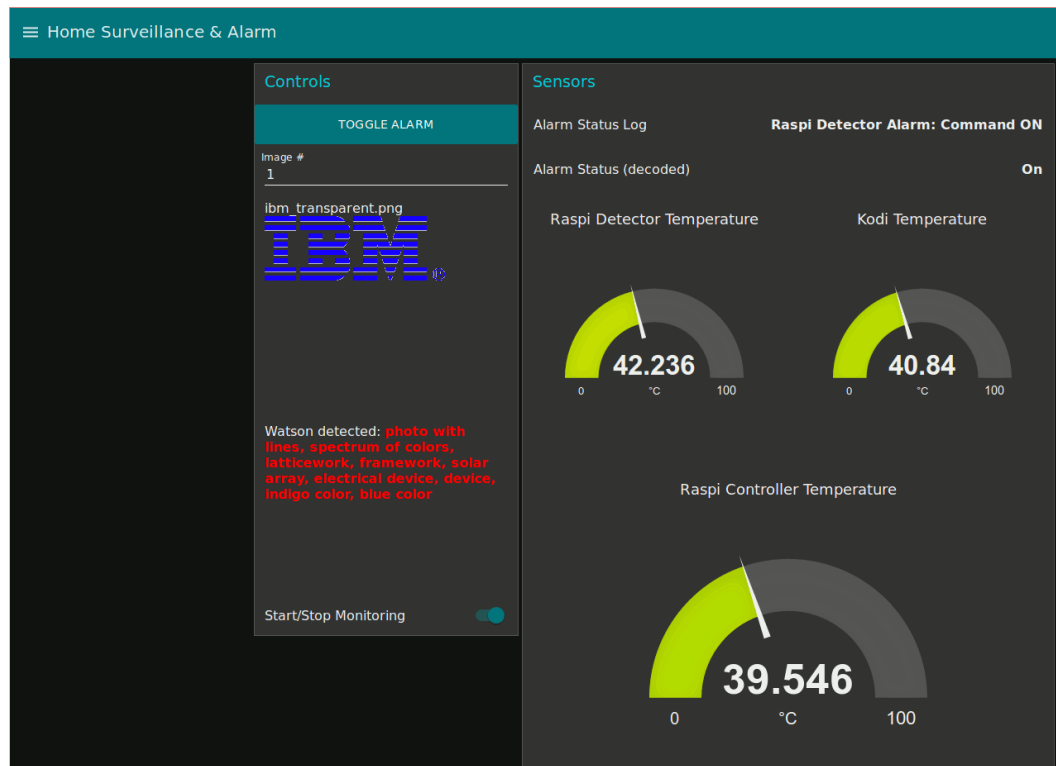 Home Surveillance & Alarm
Controls
TOGGLE ALARM
Image #
1
ibm_transparent.png
IBM®
Watson detected: photo with
lines, spectrum of colors,
latticework, framework, solar
array, electrical device, device,
indigo color, blue color
Start/Stop Monitoring
Sensors
Alarm Status Log Raspi Detector Alarm: Command ON
Alarm Status (decoded) On
Raspi Detector Temperature
42.236
0 °C 100
Kodi Temperature
40.84
0 °C 100
Raspi Controller Temperature
39.546
0 °C 100